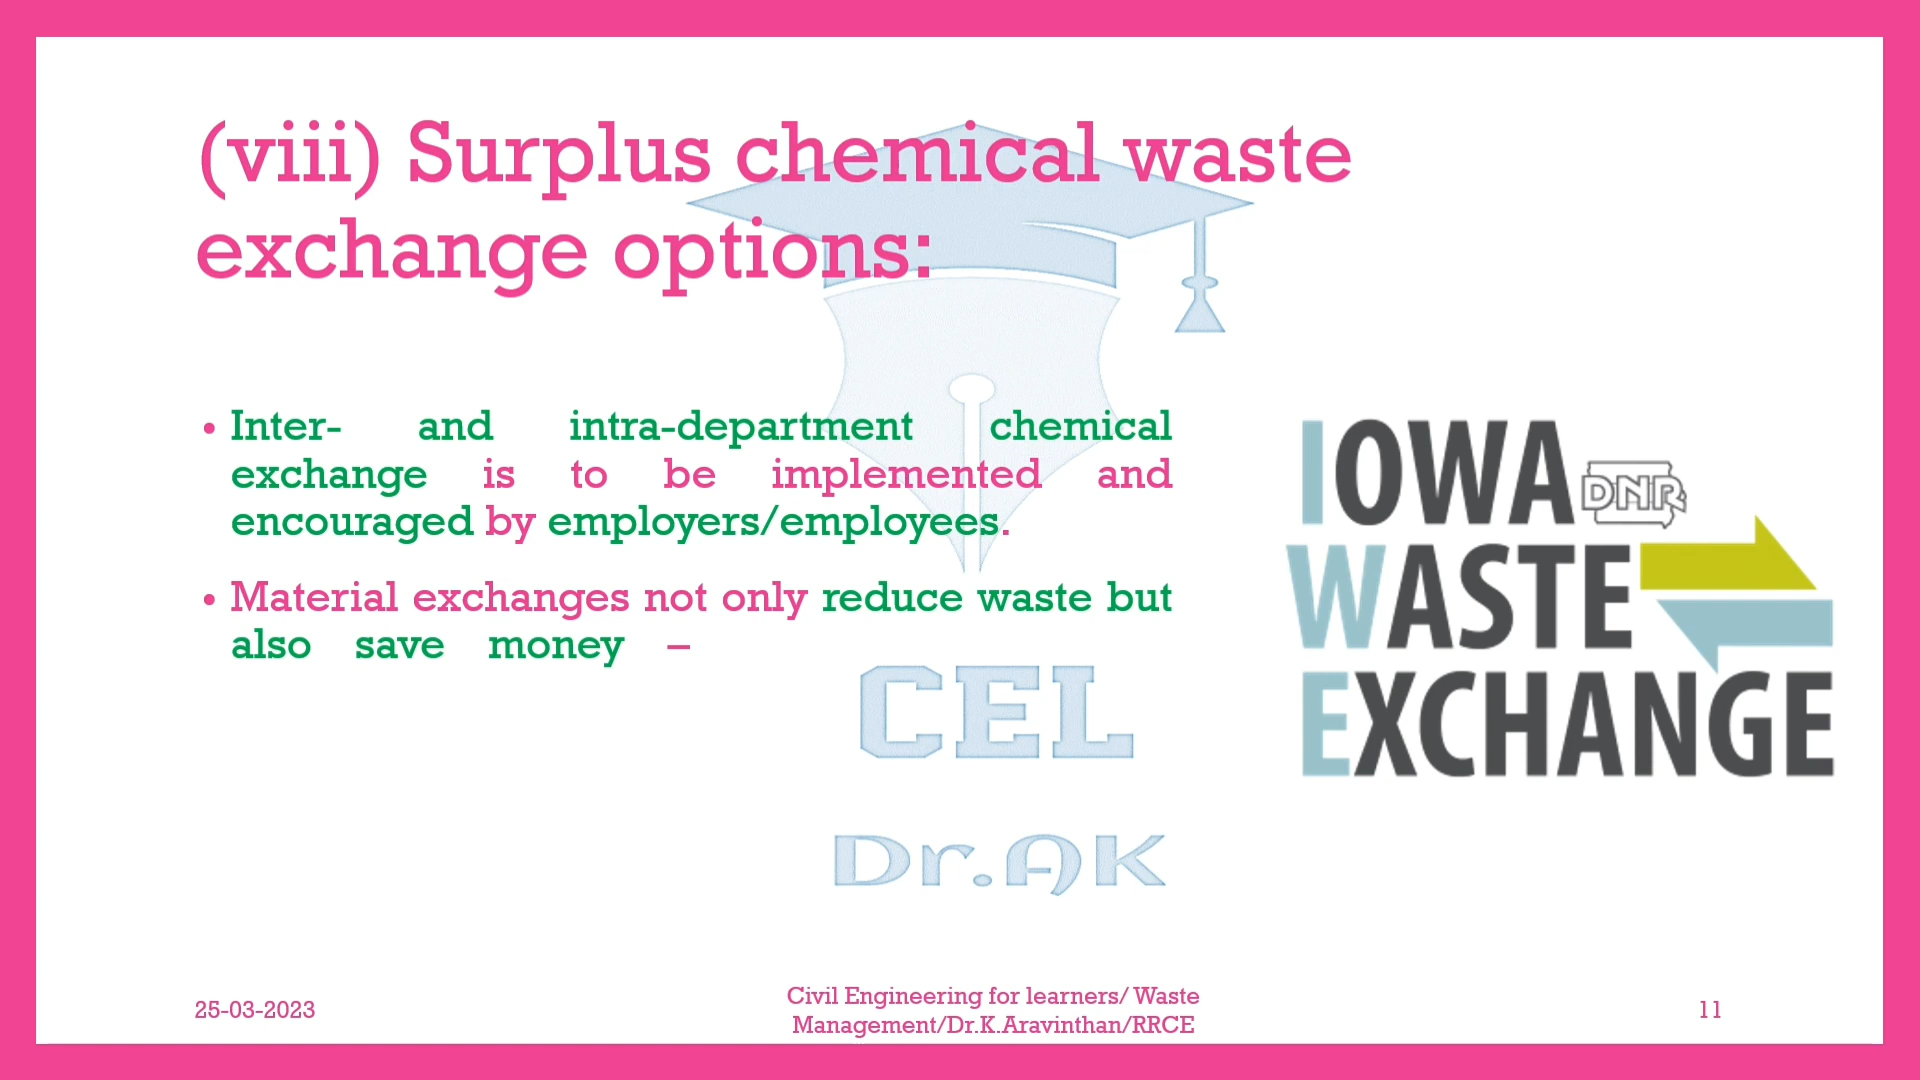 (viii) Surplus chemical waste
exchange options:
• Inter- and intra-department chemical
exchange is to be implemented and
encouraged by employers/employees.
• Material exchanges not only reduce waste but
also save money –
IOWA DNR
WASTE
EXCHANGE
CEL
Dr.AK
25-03-2023
Civil Engineering for learners/ Waste
Management/Dr.K.Aravinthan/RRCE
11